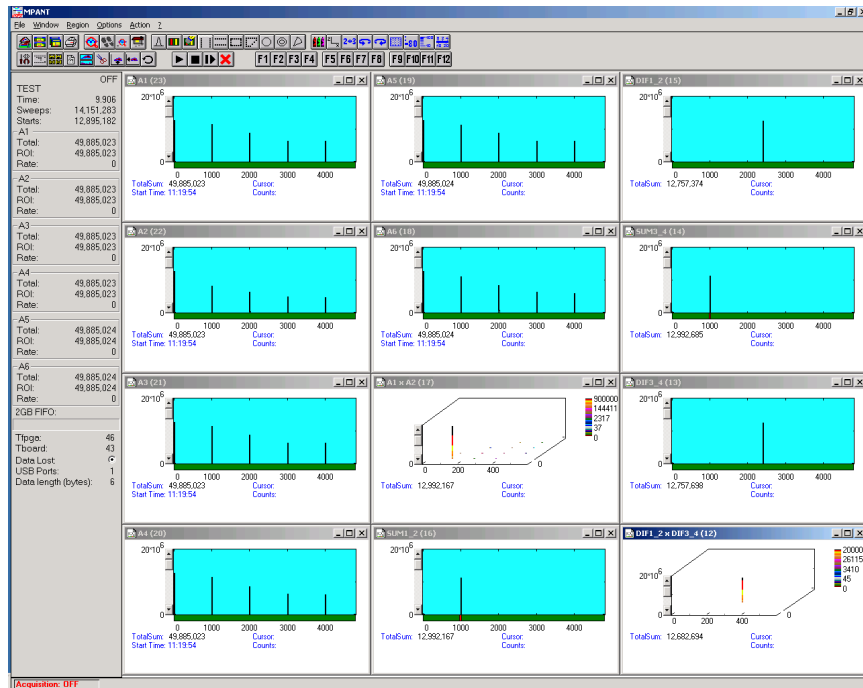 MPANT
File Window Region Options Action ?
F1 F2 F3 F4 F5 F6 F7 F8 F9 F10 F11 F12
OFF
TEST
Time: 9.906
Sweeps: 14,151,283
Starts: 12,895,182
A1
Total: 49,885,023
ROI: 49,885,023
Rate: 0
A2
Total: 49,885,023
ROI: 49,885,023
Rate: 0
A3
Total: 49,885,023
ROI: 49,885,023
Rate: 0
A4
Total: 49,885,023
ROI: 49,885,023
Rate: 0
A5
Total: 49,885,024
ROI: 49,885,024
Rate: 0
A6
Total: 49,885,024
ROI: 49,885,024
Rate: 0
2GB FIFO:
Tfpga: 46
Tboard: 43
Data Lost:
USB Ports: 1
Data length (bytes): 6
A1 (23)
20*10^6
0
0 1000 2000 3000 4000
TotalSum: 49,885,023 Cursor:
Start Time: 11:19:54 Counts:
A5 (19)
20*10^6
0
0 1000 2000 3000 4000
TotalSum: 49,885,024 Cursor:
Start Time: 11:19:54 Counts:
DIF1_2 (15)
20*10^6
0
0 1000 2000 3000 4000
TotalSum: 12,757,374 Cursor:
Counts:
A2 (22)
20*10^6
0
0 1000 2000 3000 4000
TotalSum: 49,885,023 Cursor:
Start Time: 11:19:54 Counts:
A6 (18)
20*10^6
0
0 1000 2000 3000 4000
TotalSum: 49,885,024 Cursor:
Start Time: 11:19:54 Counts:
SUM3_4 (14)
20*10^6
0
0 1000 2000 3000 4000
TotalSum: 12,992,685 Cursor:
Counts:
A3 (21)
20*10^6
0
0 1000 2000 3000 4000
TotalSum: 49,885,023 Cursor:
Start Time: 11:19:54 Counts:
A1 x A2 (17)
900000
144411
2317
37
0
20*10^6
0
0 200 400 0
TotalSum: 12,992,167 Cursor:
Counts:
DIF3_4 (13)
20*10^6
0
0 1000 2000 3000 4000
TotalSum: 12,757,698 Cursor:
Counts:
A4 (20)
20*10^6
0
0 1000 2000 3000 4000
TotalSum: 49,885,023 Cursor:
Start Time: 11:19:54 Counts:
SUM1_2 (16)
20*10^6
0
0 1000 2000 3000 4000
TotalSum: 12,992,167 Cursor:
Counts:
DIF1_2 x DIF3_4 (12)
20000
26115
3410
45
0
20*10^6
0
0 200 400 0
TotalSum: 12,682,694 Cursor:
Counts:
Acquisition: OFF